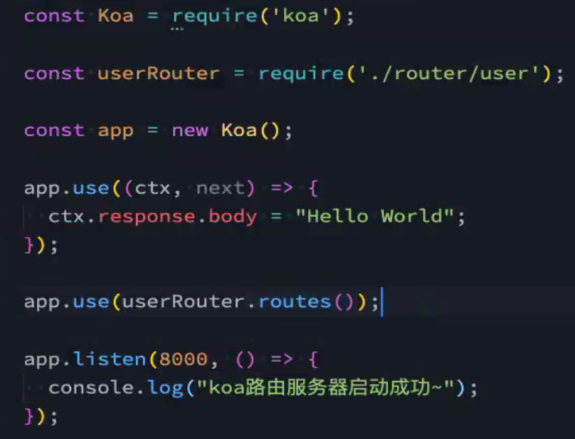 const Koa = require('koa');
const userRouter = require('./router/user');
const app = new Koa();
app.use((ctx, next) => {
  ctx.response.body = "Hello World";
});
app.use(userRouter.routes());
app.listen(8000, () => {
  console.log("koa路由服务器启动成功~");
});